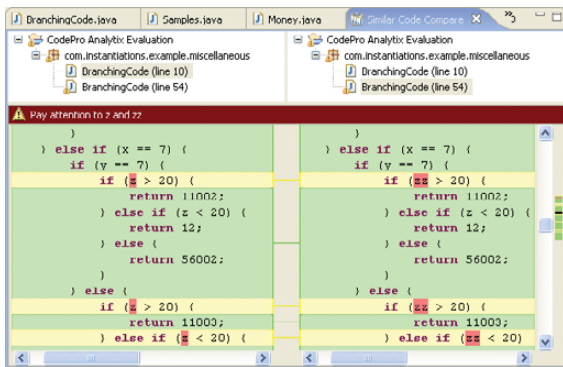 BranchingCode.java Samples.java Money.java Similar Code Compare »3
CodePro Analytix Evaluation
com.instantiations.example.miscellaneous
BranchingCode (line 10)
BranchingCode (line 54)
CodePro Analytix Evaluation
com.instantiations.example.miscellaneous
BranchingCode (line 10)
BranchingCode (line 54)
Pay attention to z and zz
}
} else if (x == 7) {
if (y == 7) {
if (z > 20) {
return 11002;
} else if (z < 20) {
return 12;
} else {
return 56002;
}
} else {
if (z > 20) {
return 11003;
} else if (z < 20) {
}
} else if (x == 7) {
if (y == 7) {
if (zz > 20) {
return 11002;
} else if (z < 20) {
return 12;
} else {
return 56002;
}
} else {
if (zz > 20) {
return 11003;
} else if (zz < 20)